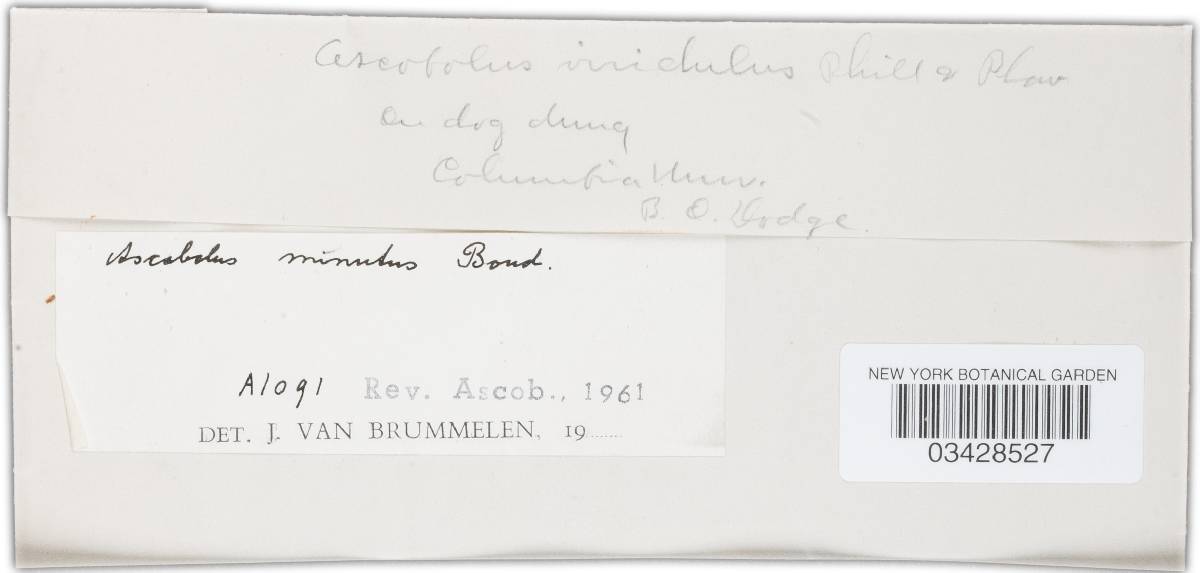 Ascobolus viridulus Phill & Plow
On dog dung
Columbia Univ.
B. O. Dodge.
Ascobolus minutus Boud.
A1091 Rev. Ascob., 1961
DET. J. VAN BRUMMELEN, 19........
NEW YORK BOTANICAL GARDEN
03428527